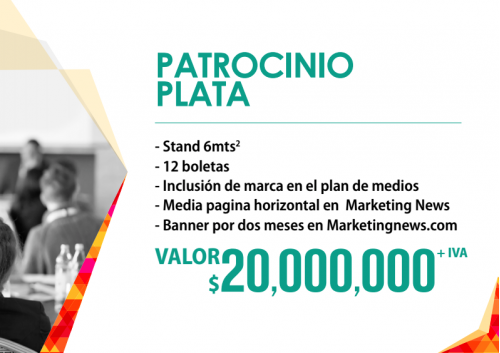 PATROCINIO
PLATA
- Stand 6mts²
- 12 boletas
- Inclusión de marca en el plan de medios
- Media pagina horizontal en Marketing News
- Banner por dos meses en Marketingnews.com
VALOR $20,000,000 + IVA